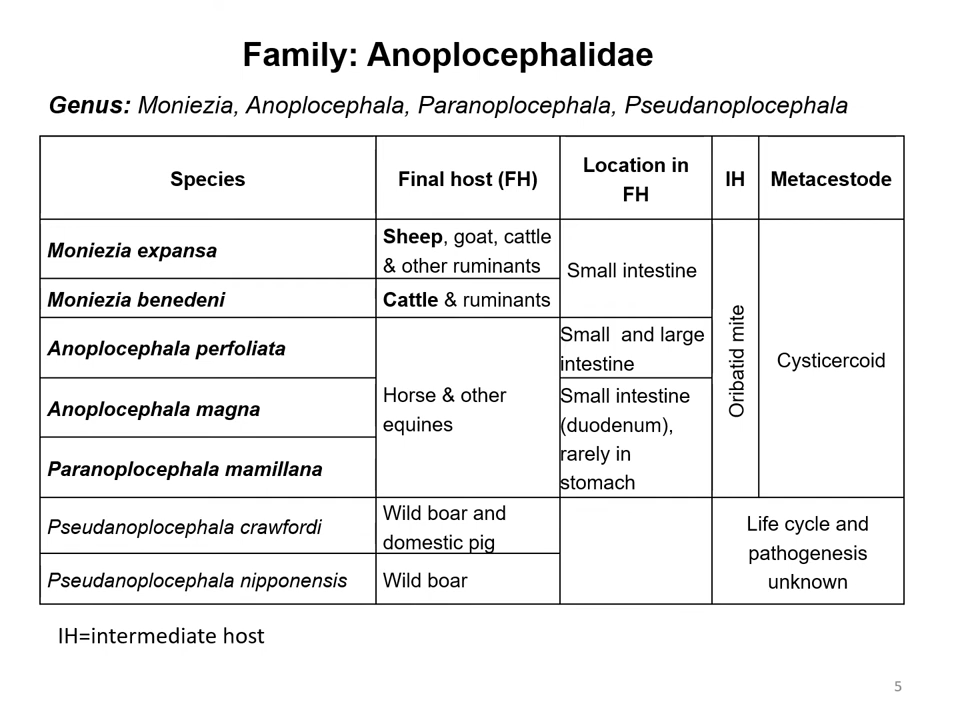 Family: Anoplocephalidae
Genus: Moniezia, Anoplocephala, Paranoplocephala, Pseudanoplocephala
Species
Final host (FH)
Location in
FH
IH
Metacestode
Moniezia expansa
Sheep, goat, cattle
& other ruminants
Small intestine
Oribatid mite
Cysticercoid
Moniezia benedeni
Cattle & ruminants
Anoplocephala perfoliata
Horse & other
equines
Small and large
intestine
Anoplocephala magna
Small intestine
(duodenum),
rarely in
stomach
Paranoplocephala mamillana
Pseudanoplocephala crawfordi
Wild boar and
domestic pig
Life cycle and
pathogenesis
unknown
Pseudanoplocephala nipponensis
Wild boar
IH=intermediate host
5